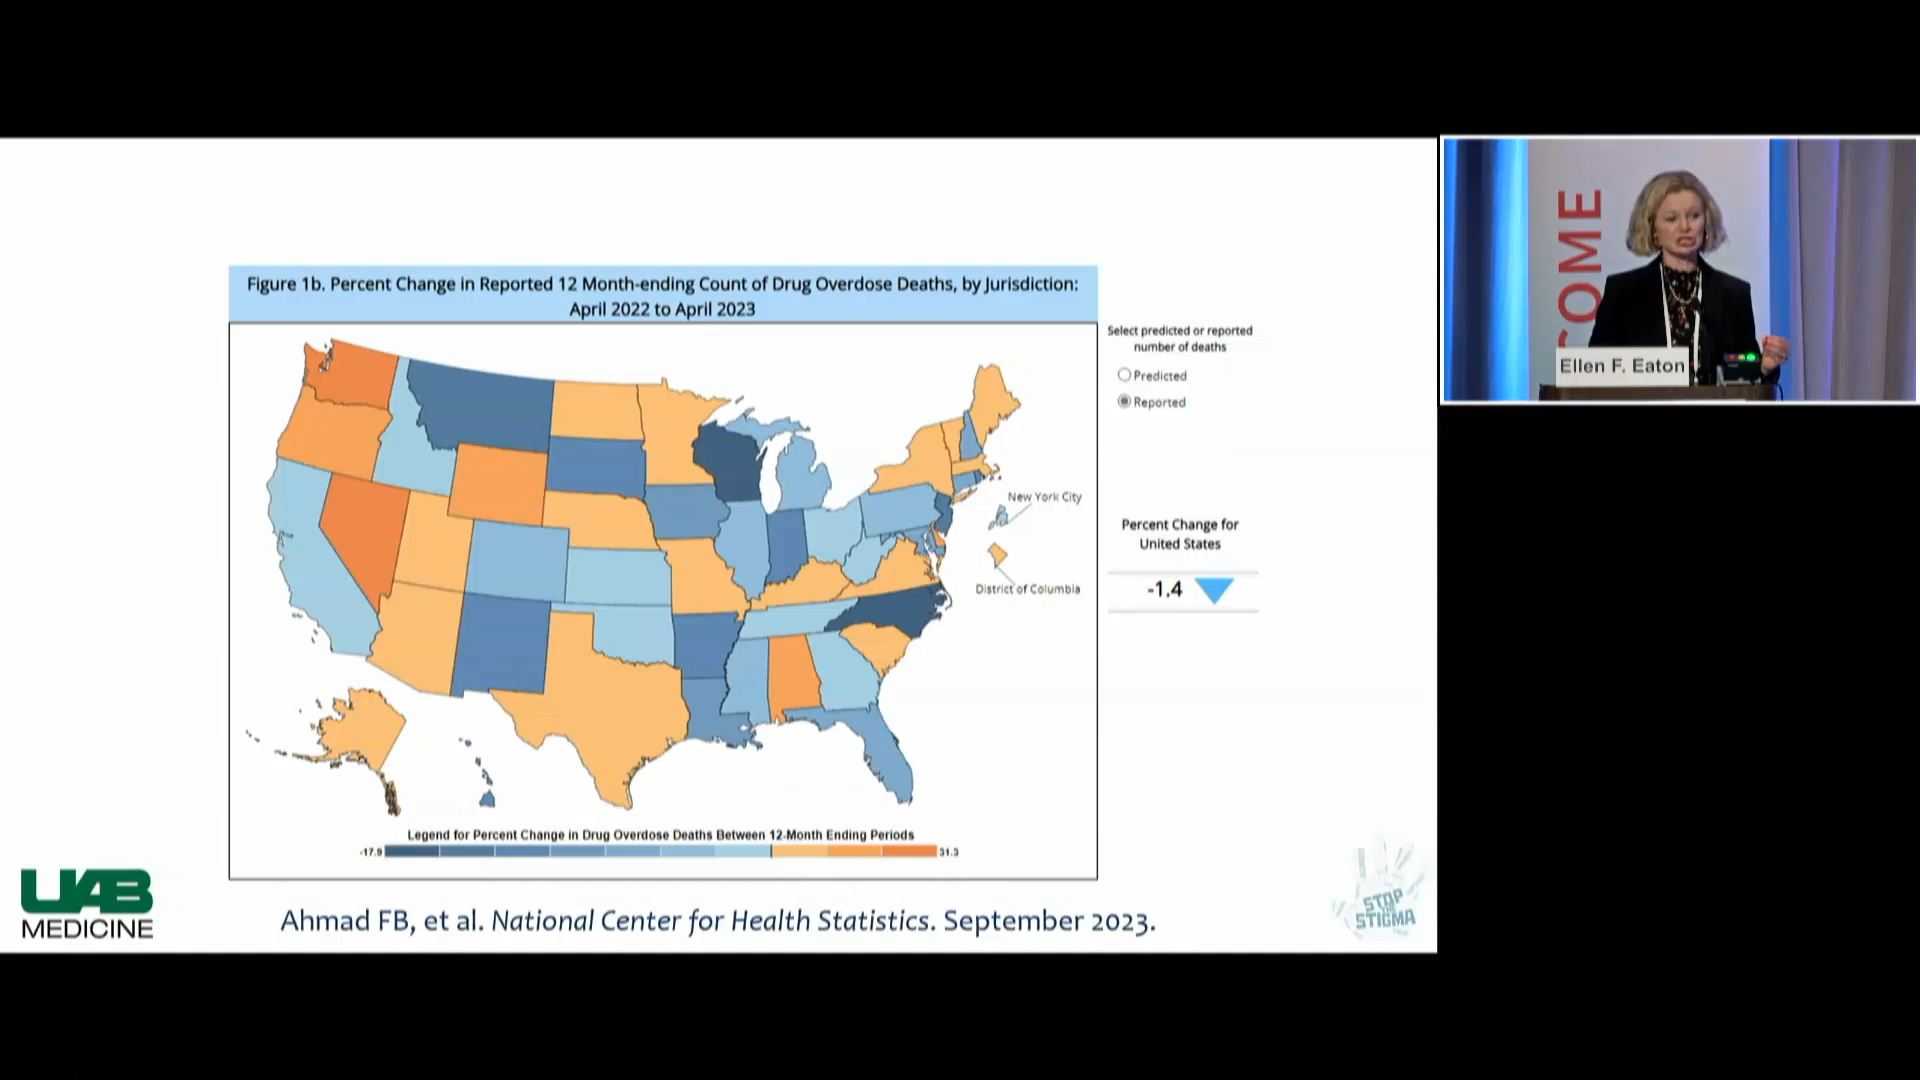 Figure 1b. Percent Change in Reported 12 Month-ending Count of Drug Overdose Deaths, by Jurisdiction:
April 2022 to April 2023
Select predicted or reported
number of deaths
Predicted
Reported
New York City
District of Columbia
Percent Change for
United States
-1.4
Legend for Percent Change in Drug Overdose Deaths Between 12-Month Ending Periods
-17.9
31.3
Ahmad FB, et al. National Center for Health Statistics. September 2023.
UAB
MEDICINE
STOP
THE
STIGMA
COME
Ellen F. Eaton